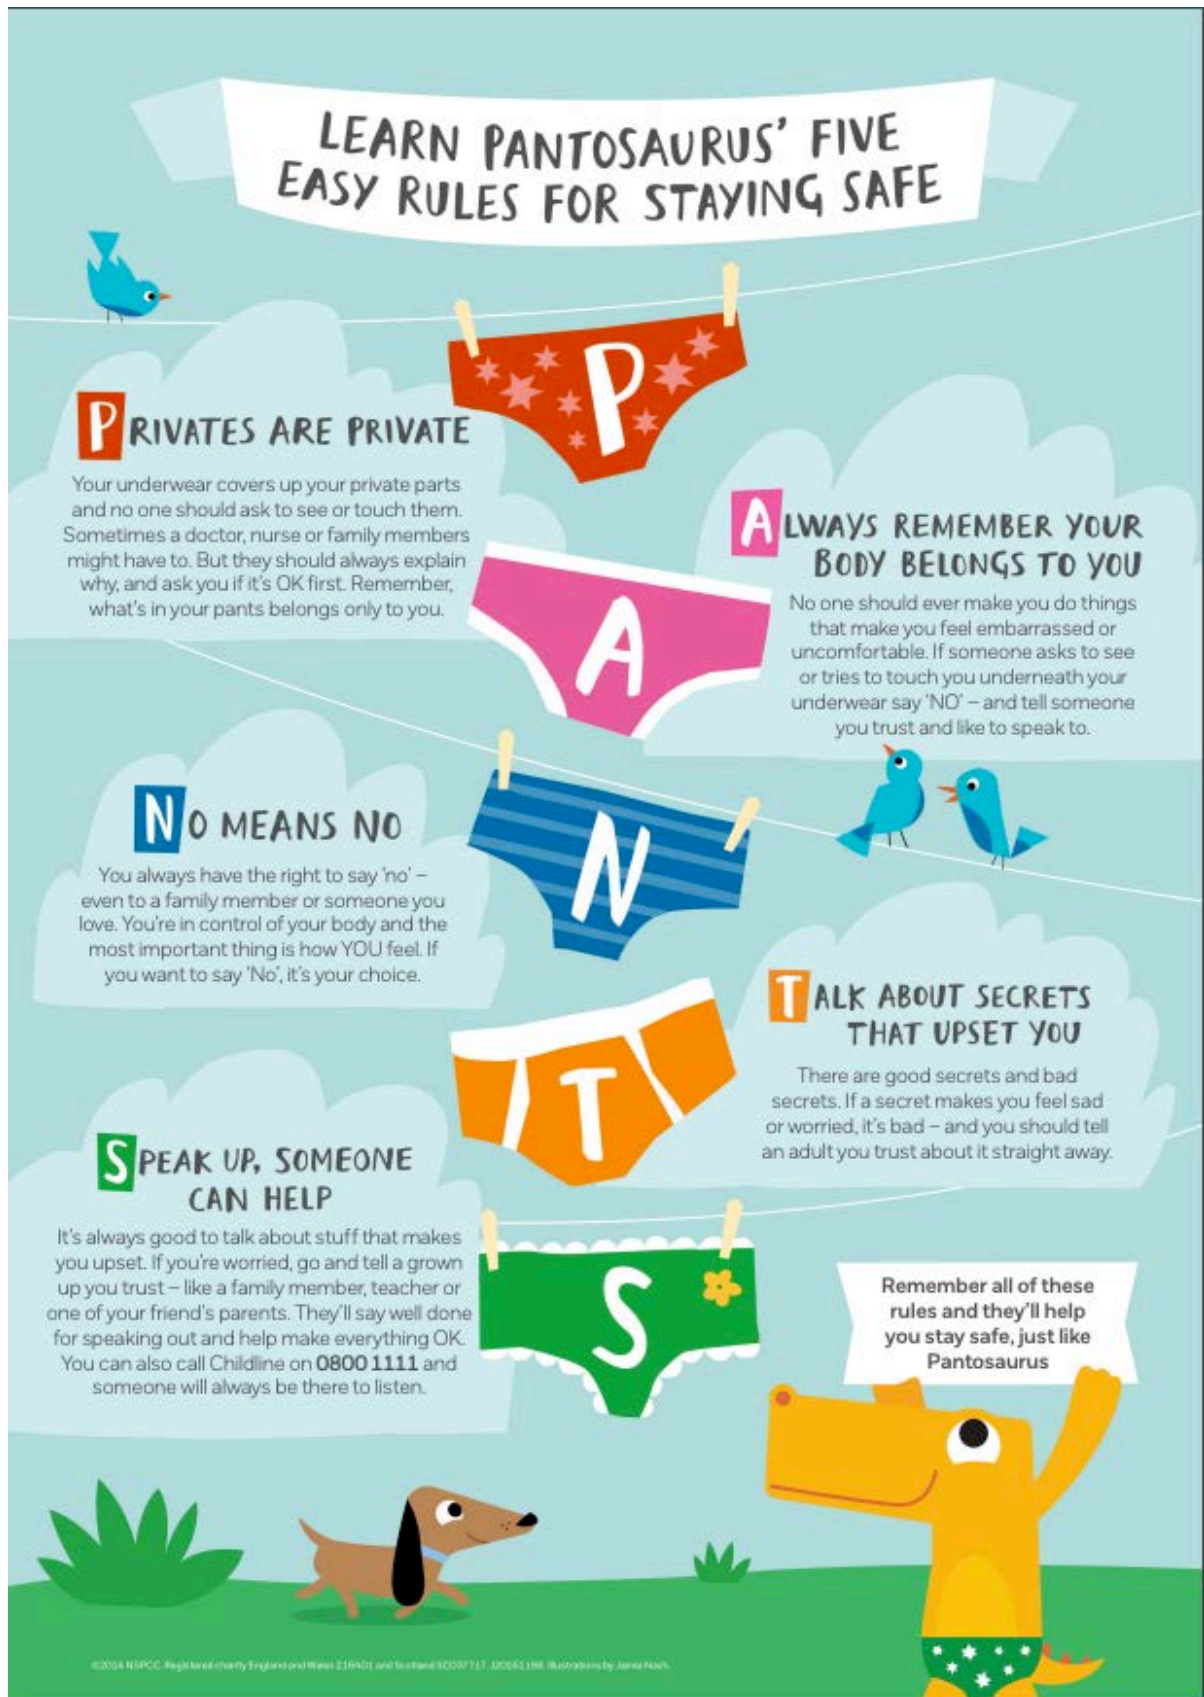 LEARN PANTOSAURUS' FIVE
EASY RULES FOR STAYING SAFE
P
PRIVATES ARE PRIVATE
Your underwear covers up your private parts
and no one should ask to see or touch them.
Sometimes a doctor, nurse or family members
might have to. But they should always explain
why, and ask you if it's OK first. Remember,
what's in your pants belongs only to you.
A
ALWAYS REMEMBER YOUR
BODY BELONGS TO YOU
No one should ever make you do things
that make you feel embarrassed or
uncomfortable. If someone asks to see
or tries to touch you underneath your
underwear say 'NO' – and tell someone
you trust and like to speak to.
N
NO MEANS NO
You always have the right to say 'no' –
even to a family member or someone you
love. You're in control of your body and the
most important thing is how YOU feel. If
you want to say 'No', it's your choice.
T
TALK ABOUT SECRETS
THAT UPSET YOU
There are good secrets and bad
secrets. If a secret makes you feel sad
or worried, it's bad – and you should tell
an adult you trust about it straight away.
S
SPEAK UP, SOMEONE
CAN HELP
It's always good to talk about stuff that makes
you upset. If you're worried, go and tell a grown
up you trust – like a family member, teacher or
one of your friend's parents. They'll say well done
for speaking out and help make everything OK.
You can also call Childline on 0800 1111 and
someone will always be there to listen.
Remember all of these
rules and they'll help
you stay safe, just like
Pantosaurus
NSPCC. Registered charity England and Wales 216401 and Scotland SC037717. Illustrations by Jamie